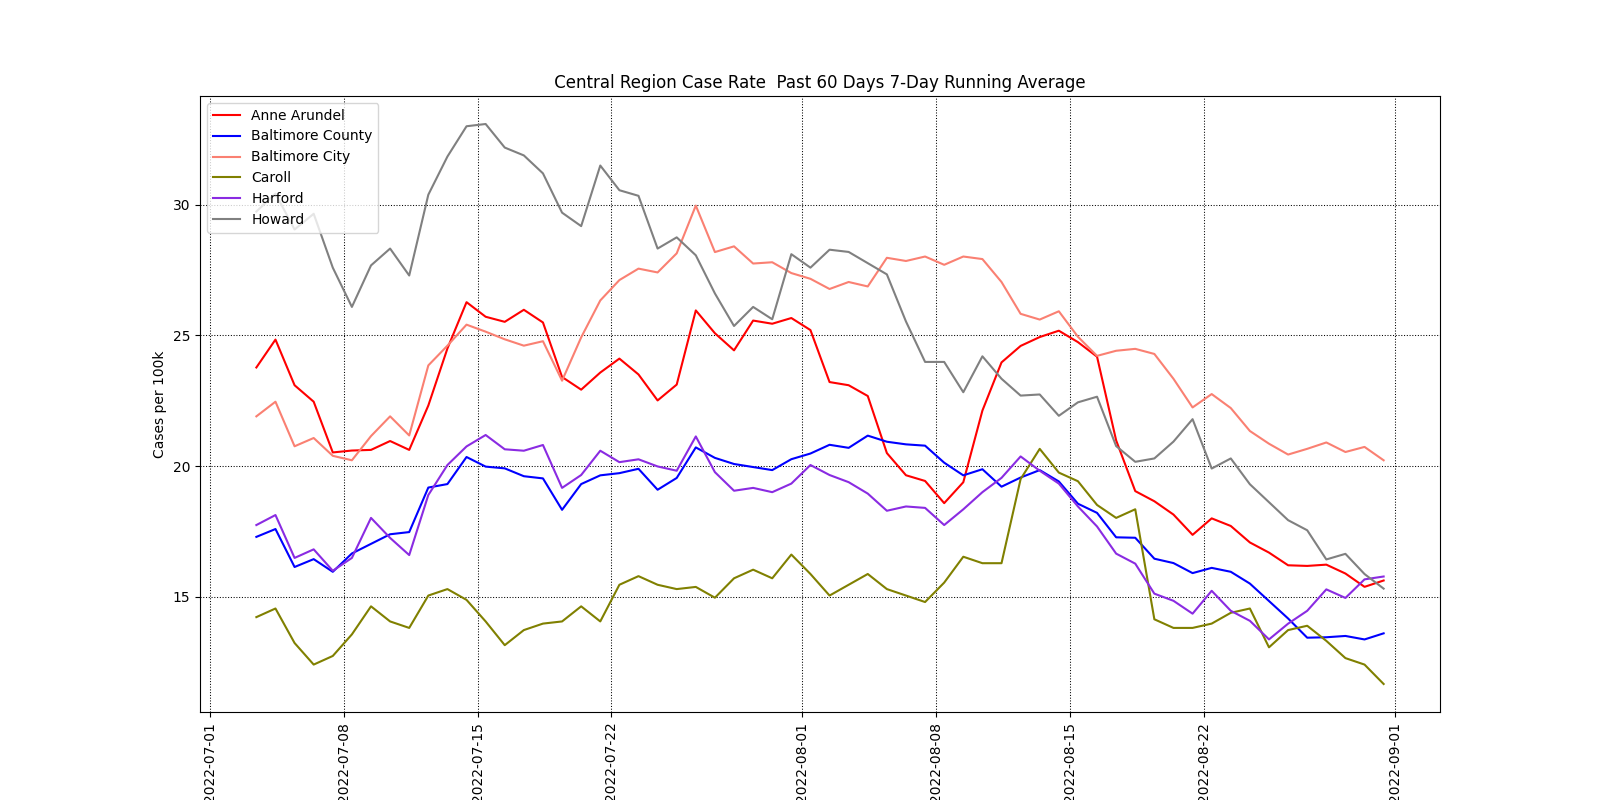 Central Region Case Rate  Past 60 Days 7-Day Running Average
Anne Arundel
Baltimore County
Baltimore City
Caroll
Harford
Howard
Cases per 100k
30
25
20
15
2022-07-01
2022-07-08
2022-07-15
2022-07-22
2022-08-01
2022-08-08
2022-08-15
2022-08-22
2022-09-01